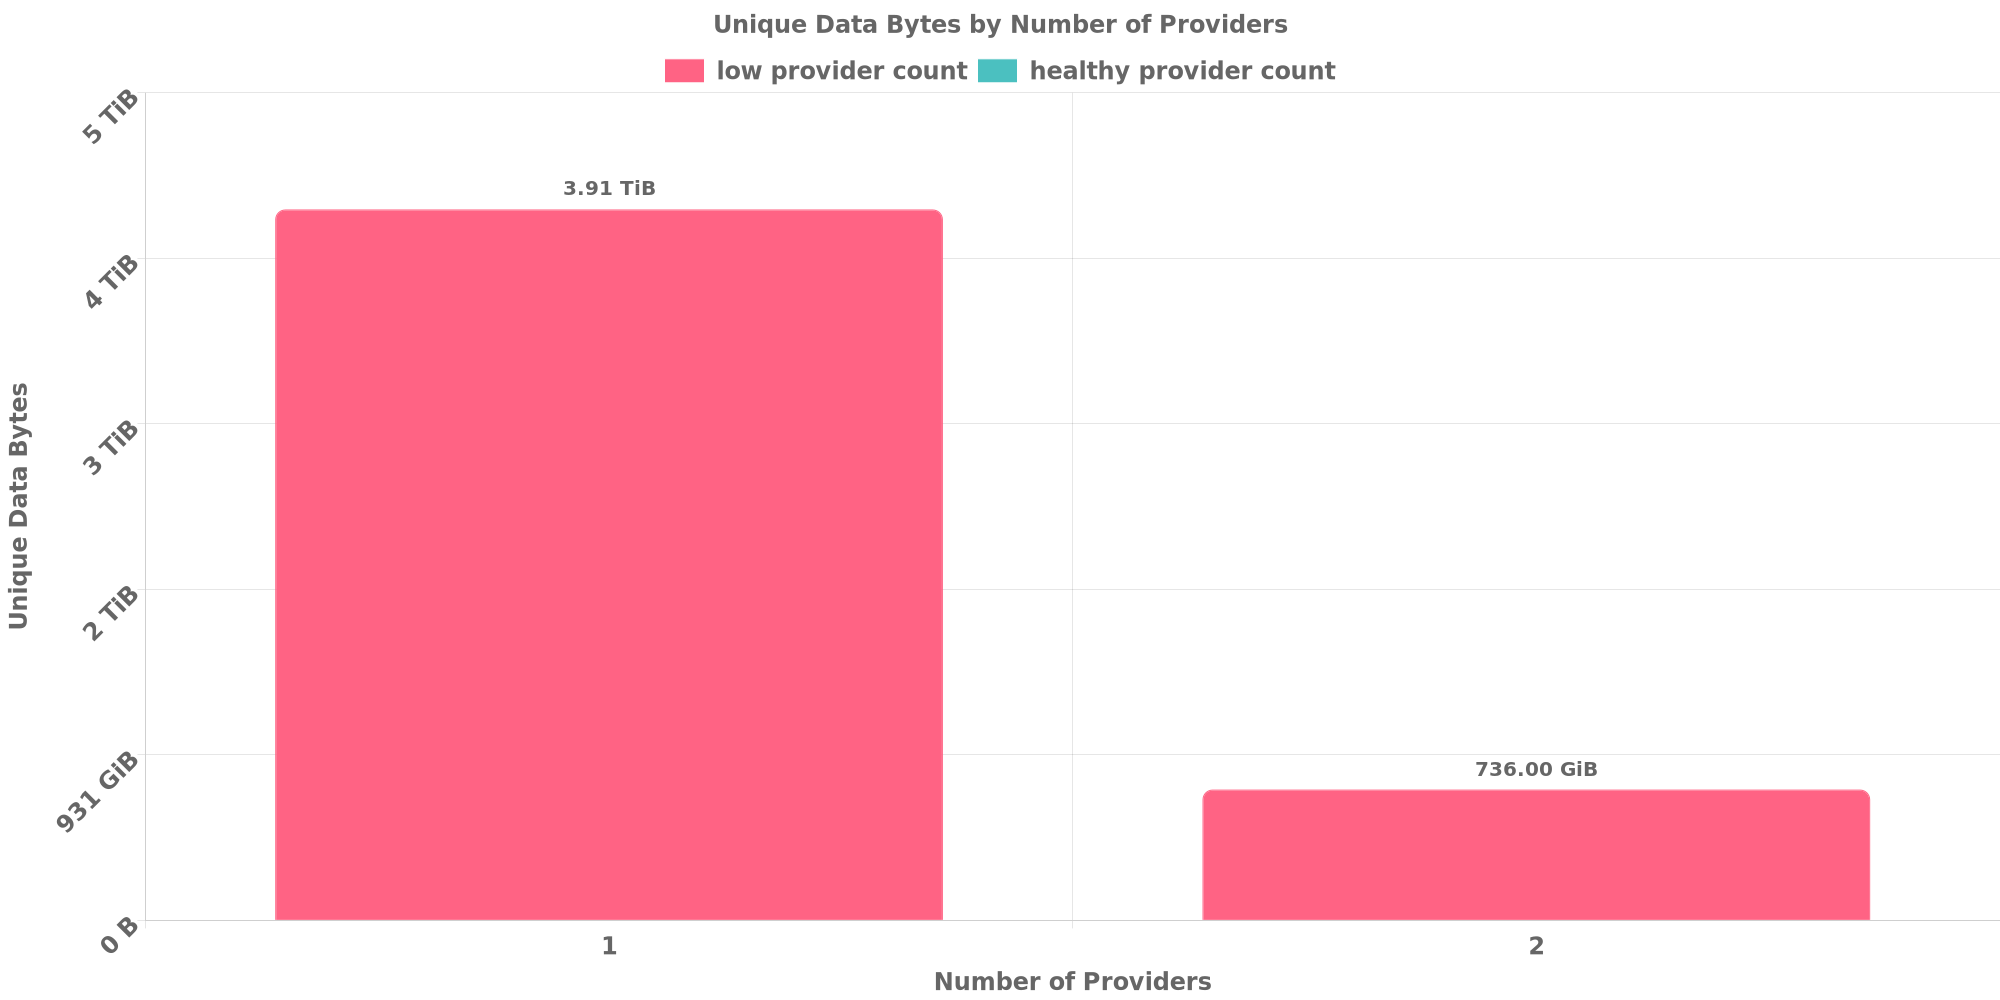 Unique Data Bytes by Number of Providers
low provider count healthy provider count
5 TiB
3.91 TiB
4 TiB
3 TiB
2 TiB
931 GiB
736.00 GiB
0 B
Unique Data Bytes
1 2
Number of Providers